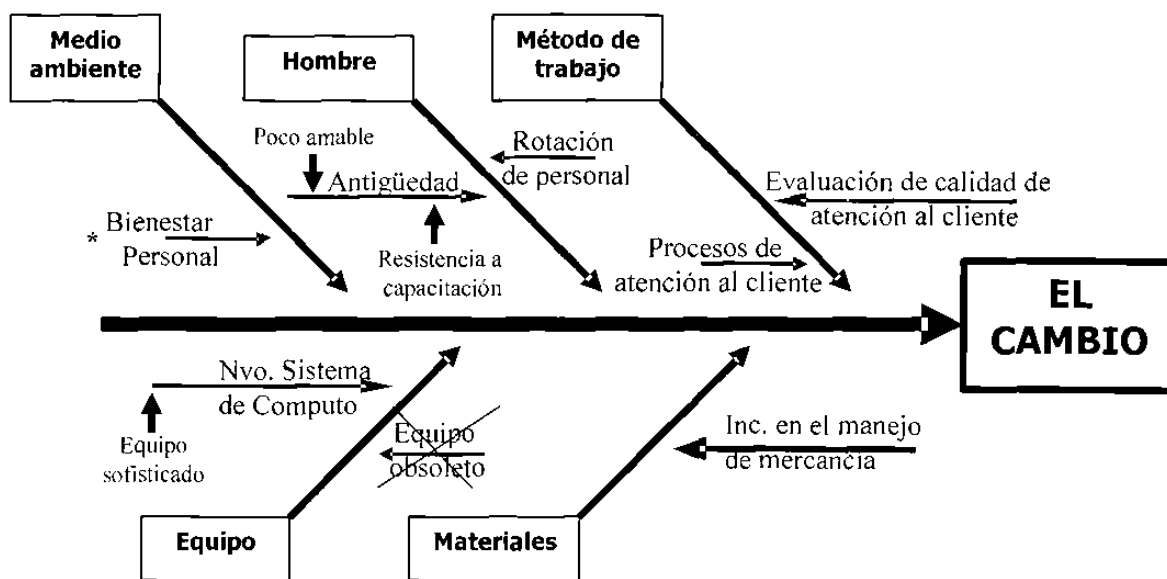 Medio
ambiente
Hombre
Método de
trabajo
Poco amable
Antigüedad
Rotación
de personal
Evaluación de calidad de
atención al cliente
* Bienestar
Personal
Resistencia a
capacitación
Procesos de
atención al cliente
EL
CAMBIO
Nvo. Sistema
de Computo
Equipo
sofisticado
Equipo
obsoleto
Inc. en el manejo
de mercancia
Equipo
Materiales